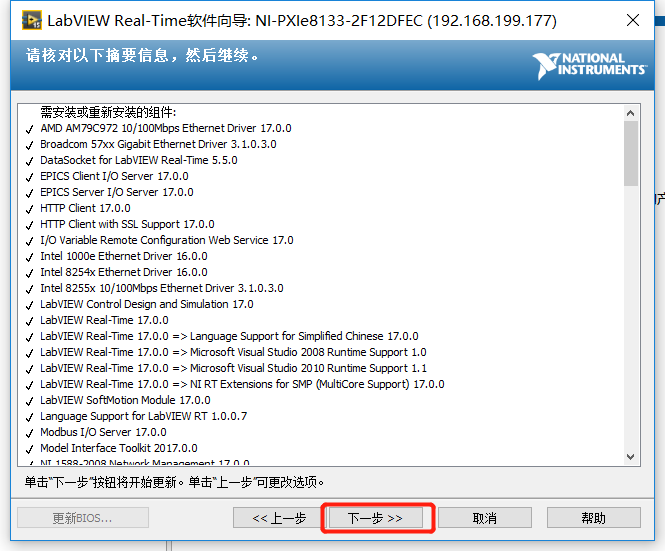 LabVIEW Real-Time软件向导: NI-PXIe8133-2F12DFEC (192.168.199.177)
请核对以下摘要信息，然后继续。
NATIONAL INSTRUMENTS
需安装或重新安装的组件:
AMD AM79C972 10/100Mbps Ethernet Driver 17.0.0
Broadcom 57xx Gigabit Ethernet Driver 3.1.0.3.0
DataSocket for LabVIEW Real-Time 5.5.0
EPICS Client I/O Server 17.0.0
EPICS Server I/O Server 17.0.0
HTTP Client 17.0.0
HTTP Client with SSL Support 17.0.0
I/O Variable Remote Configuration Web Service 17.0
Intel 1000e Ethernet Driver 16.0.0
Intel 8254x Ethernet Driver 16.0.0
Intel 8255x 10/100Mbps Ethernet Driver 3.1.0.3.0
LabVIEW Control Design and Simulation 17.0
LabVIEW Real-Time 17.0.0
LabVIEW Real-Time 17.0.0 => Language Support for Simplified Chinese 17.0.0
LabVIEW Real-Time 17.0.0 => Microsoft Visual Studio 2008 Runtime Support 1.0
LabVIEW Real-Time 17.0.0 => Microsoft Visual Studio 2010 Runtime Support 1.1
LabVIEW Real-Time 17.0.0 => NI RT Extensions for SMP (MultiCore Support) 17.0.0
LabVIEW SoftMotion Module 17.0.0
Language Support for LabVIEW RT 1.0.0.7
Modbus I/O Server 17.0.0
Model Interface Toolkit 2017.0.0
NI 1588-2008 Network Management 17.0.0
单击"下一步"按钮将开始更新。单击"上一步"可更改选项。
更新BIOS...
<< 上一步
下一步 >>
取消
帮助